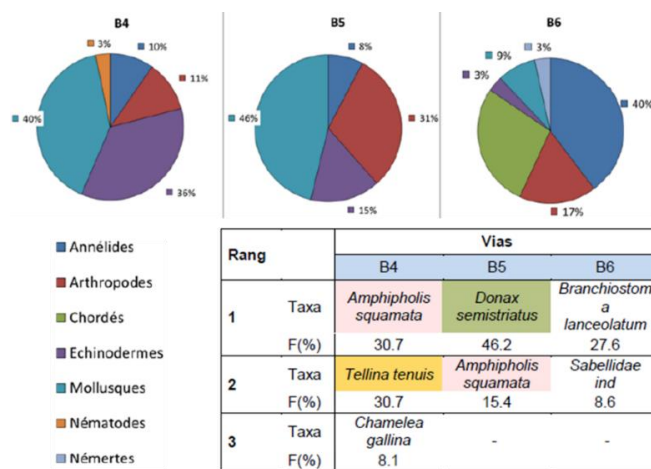 B4
B5
B6
3%
10%
11%
40%
36%
8%
46%
31%
15%
3%
9%
3%
40%
17%
Annélides
Arthropodes
Chordés
Echinodermes
Mollusques
Nématodes
Némertes
Rang Vias
B4 B5 B6
1 Taxa Amphipholis squamata Donax semistriatus Branchiostom a lanceolatum
F(%) 30.7 46.2 27.6
2 Taxa Tellina tenuis Amphipholis squamata Sabellidae ind
F(%) 30.7 15.4 8.6
3 Taxa Chamelea gallina - -
F(%) 8.1